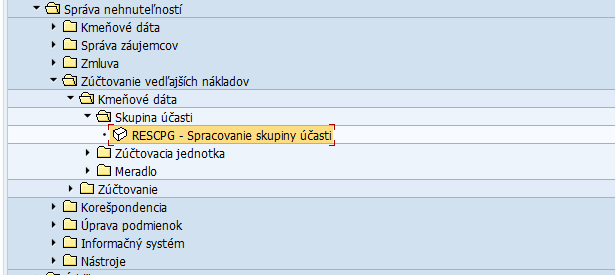 Správa nehnuteľností
Kmeňové dáta
Správa záujemcov
Zmluva
Zúčtovanie vedľajších nákladov
Kmeňové dáta
Skupina účasti
RESCPG - Spracovanie skupiny účasti
Zúčtovacia jednotka
Meradlo
Zúčtovanie
Korešpondencia
Úprava podmienok
Informačný systém
Nástroje